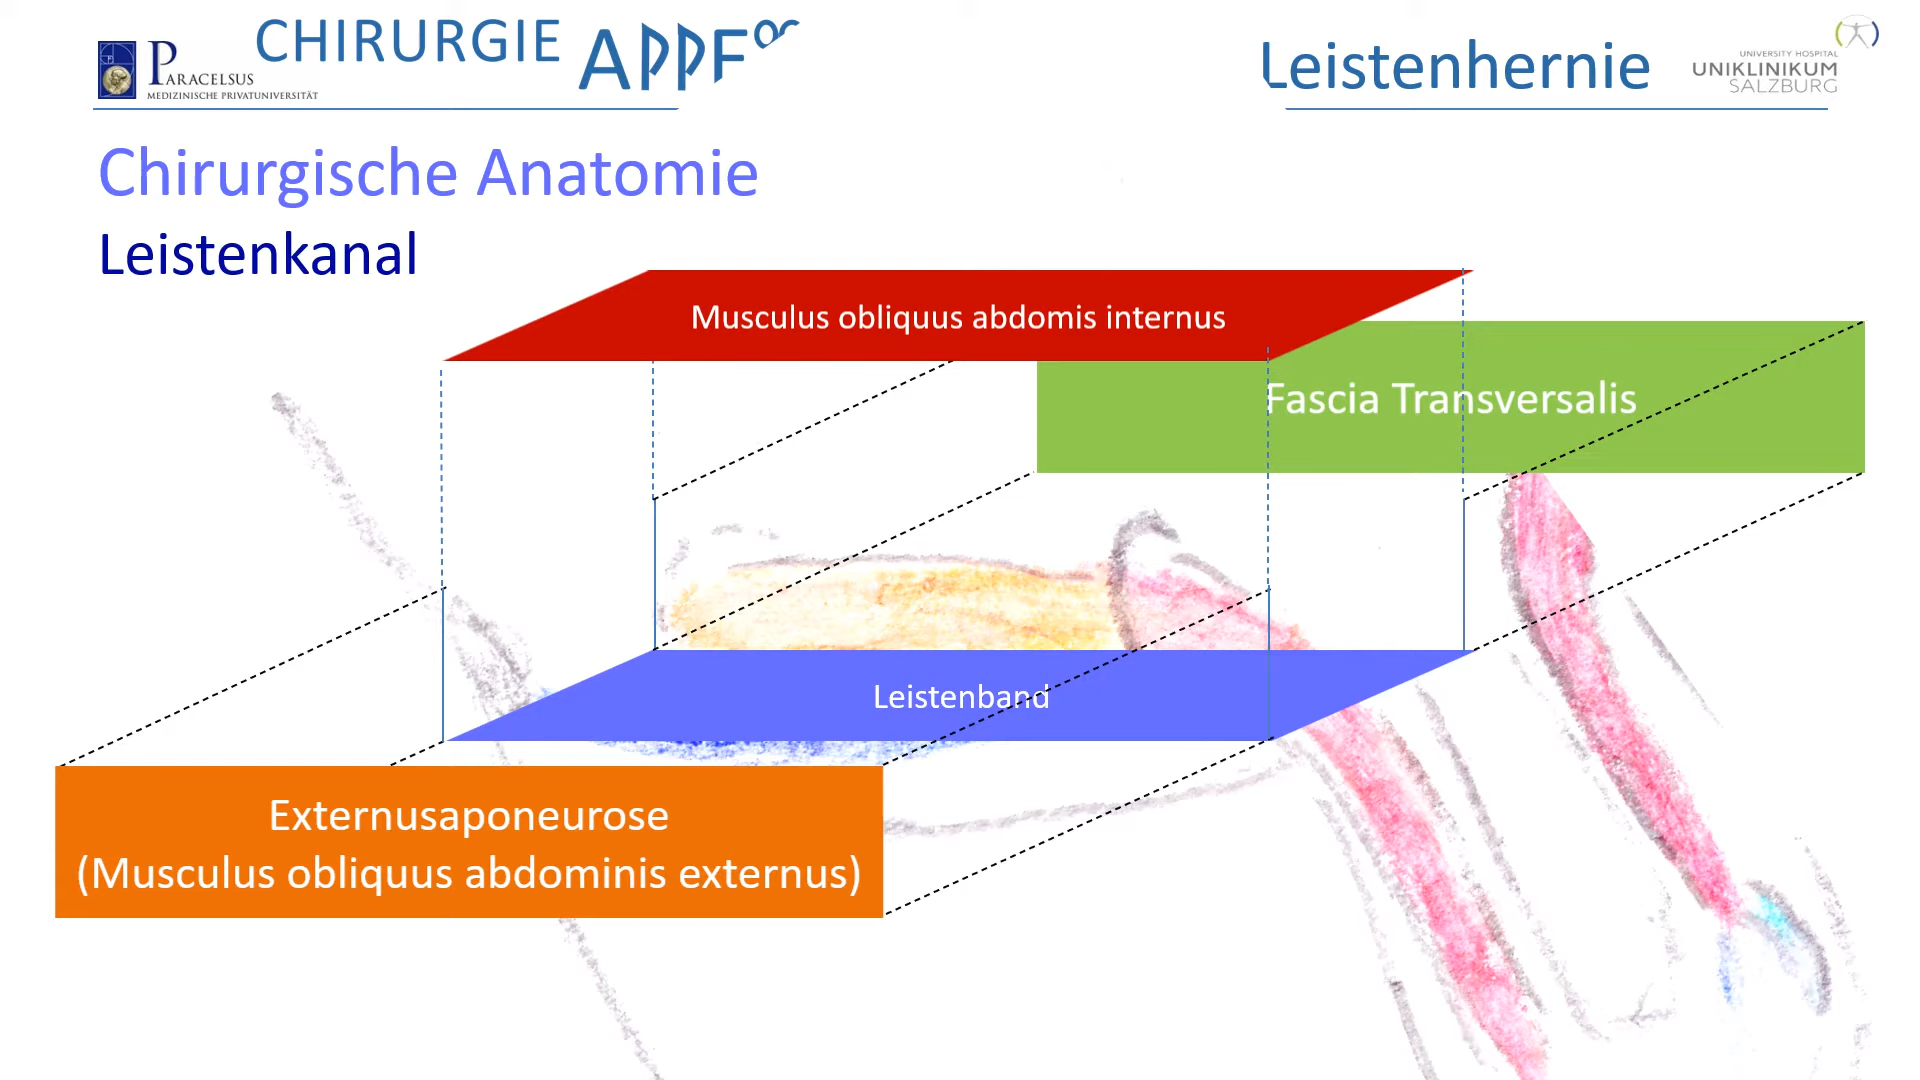 CHIRURGIE
PARACELSUS
MEDIZINISCHE PRIVATUNIVERSITÄT
Leistenhernie
UNIVERSITY HOSPITAL
UNIKLINIKUM
SALZBURG
Chirurgische Anatomie
Leistenkanal
Musculus obliquus abdomis internus
Fascia Transversalis
Leistenband
Externusaponeurose
(Musculus obliquus abdominis externus)